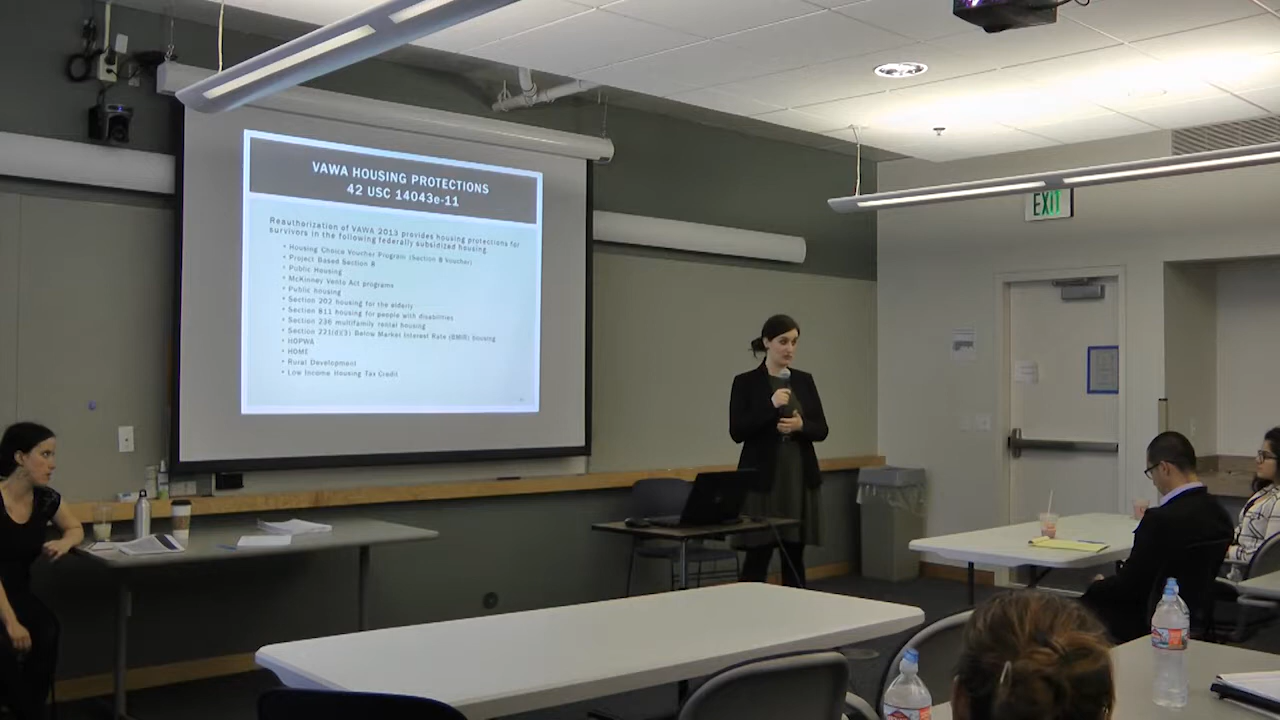 VAWA HOUSING PROTECTIONS
42 USC 14043e-11
Reauthorization of VAWA 2013 provides housing protections for
survivors in the following federally subsidized housing
• Housing Choice Voucher Program (Section 8 Voucher)
• Project Based Section 8
• Public Housing
• McKinney Vento Act programs
• Public housing
• Section 202 housing for the elderly
• Section 811 housing for people with disabilities
• Section 236 multifamily rental housing
• Section 221(d)(3) Below Market Interest Rate (BMIR) housing
• HOPWA
• HOME
• Rural Development
• Low Income Housing Tax Credit
EXIT